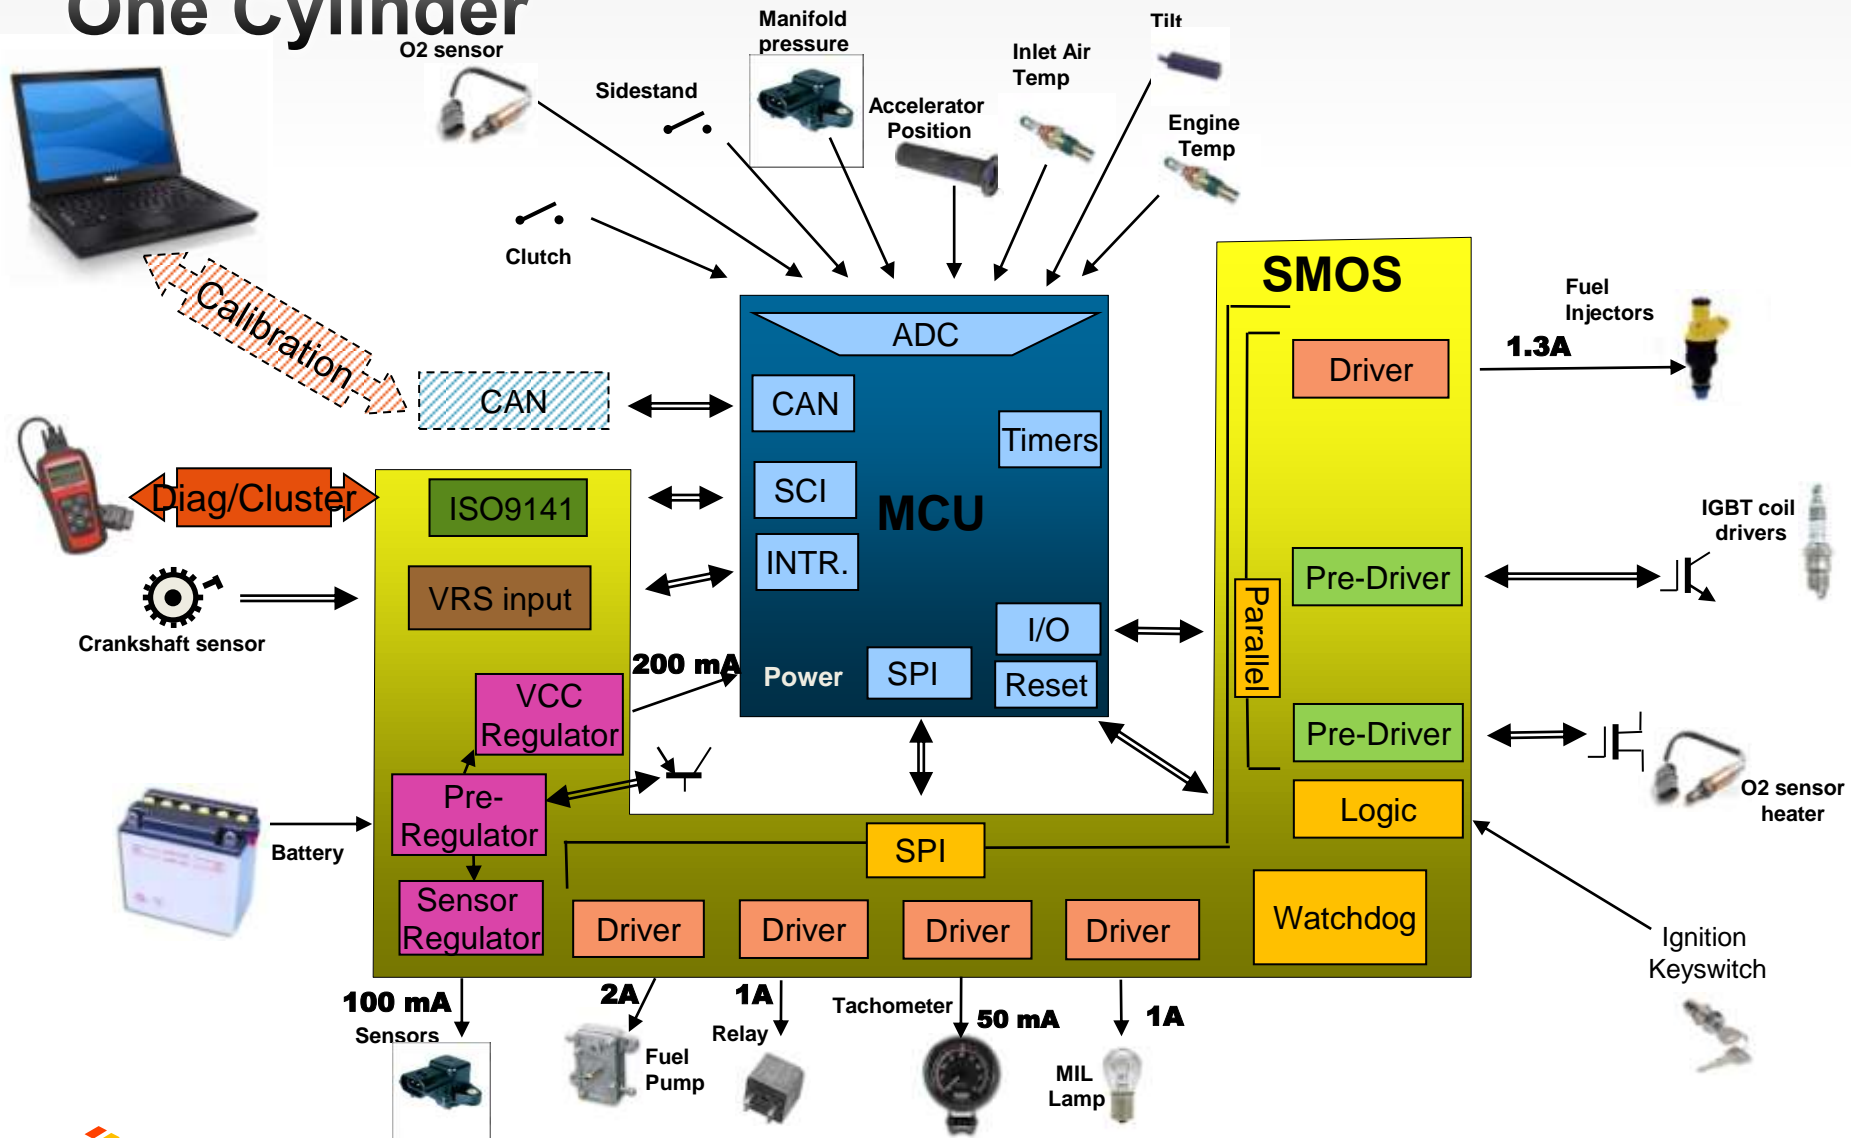 One Cylinder
O2 sensor
Manifold
pressure
Tilt
Inlet Air
Temp
Sidestand
Accelerator
Position
Engine
Temp
Clutch
Calibration
SMOS
Fuel
Injectors
1.3A
ADC
Driver
CAN
CAN
Timers
Diag/Cluster
ISO9141
SCI
MCU
IGBT coil
drivers
INTR.
VRS input
Pre-Driver
Parallel
Crankshaft sensor
I/O
200 mA
Power
SPI
Reset
VCC
Regulator
Pre-Driver
Pre-
Regulator
Logic
O2 sensor
heater
Battery
SPI
Sensor
Regulator
Driver
Driver
Driver
Driver
Watchdog
Ignition
Keyswitch
100 mA
Sensors
2A
Fuel
Pump
1A
Relay
Tachometer
50 mA
1A
MIL
Lamp